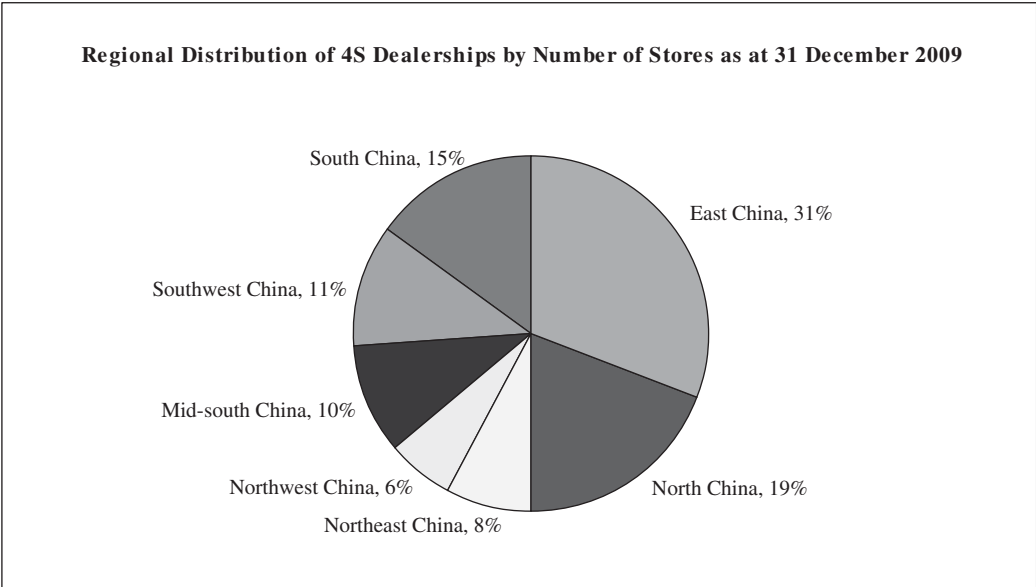 Regional Distribution of 4S Dealerships by Number of Stores as at 31 December 2009
South China, 15%
East China, 31%
Southwest China, 11%
Mid-south China, 10%
Northwest China, 6%
North China, 19%
Northeast China, 8%